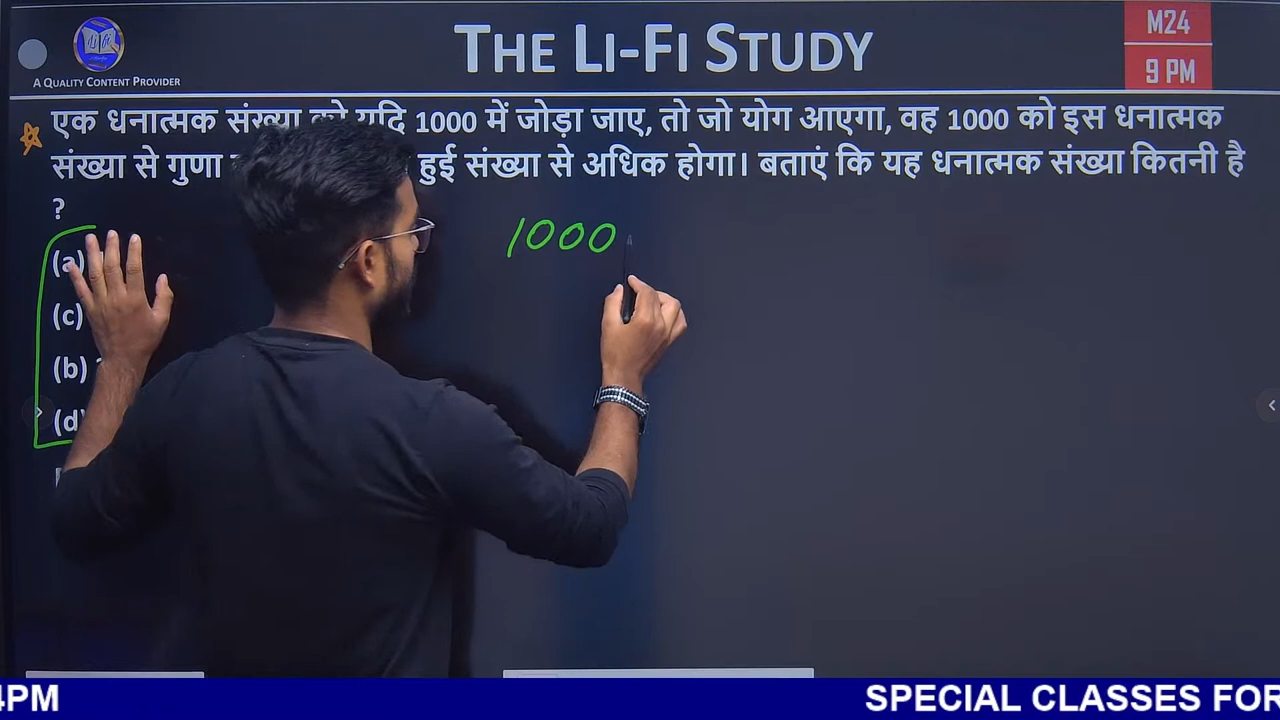 THE LI-FI STUDY
M24
9 PM
A QUALITY CONTENT PROVIDER
एक धनात्मक संख्या यदि 1000 में जोड़ा जाए, तो जो योग आएगा, वह 1000 को इस धनात्मक
संख्या से गुणा हुई संख्या से अधिक होगा। बताएं कि यह धनात्मक संख्या कितनी है
?
1000
(a)
(c)
(b)
(d)
4PM
SPECIAL CLASSES FOR